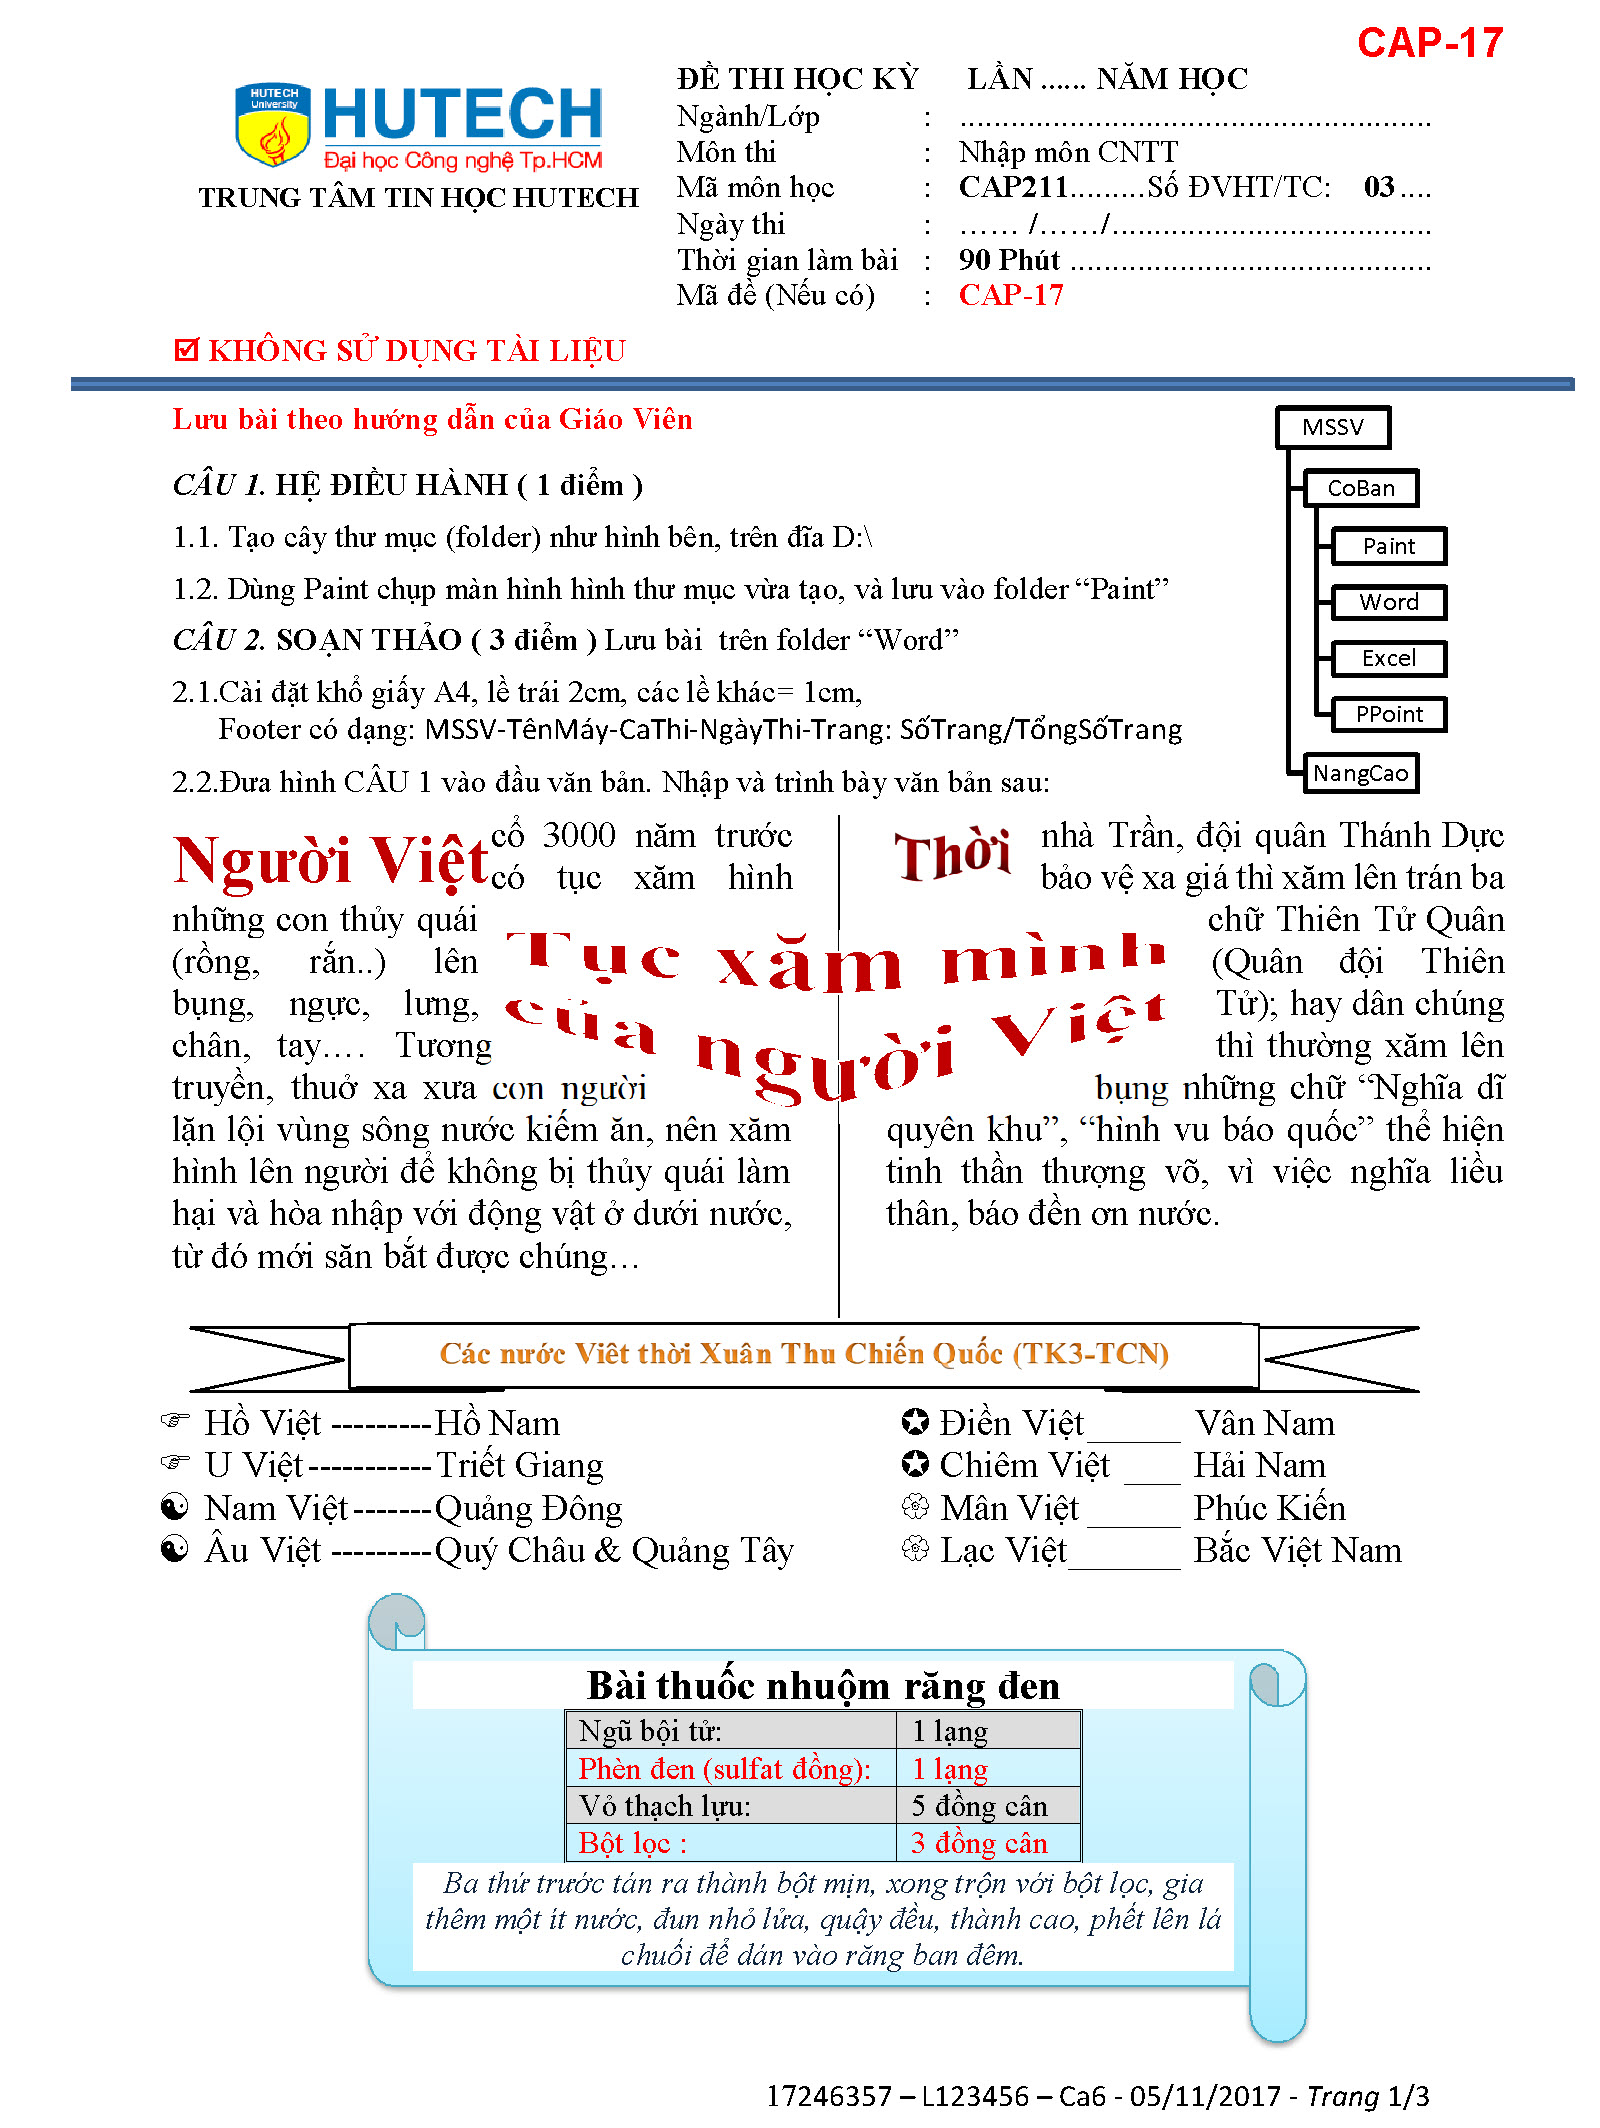 CAP-17
HUTECH
University
HUTECH
Đại học Công nghệ Tp.HCM
TRUNG TÂM TIN HỌC HUTECH
ĐỀ THI HỌC KỲ LẦN ...... NĂM HỌC
Ngành/Lớp : ........................................................
Môn thi : Nhập môn CNTT
Mã môn học : CAP211.........Số ĐVHT/TC: 03....
Ngày thi : …… /……/......................................
Thời gian làm bài : 90 Phút ...........................................
Mã đề (Nếu có) : CAP-17
☑ KHÔNG SỬ DỤNG TÀI LIỆU
Lưu bài theo hướng dẫn của Giáo Viên
CÂU 1. HỆ ĐIỀU HÀNH ( 1 điểm )
1.1. Tạo cây thư mục (folder) như hình bên, trên đĩa D:\
1.2. Dùng Paint chụp màn hình hình thư mục vừa tạo, và lưu vào folder “Paint”
CÂU 2. SOẠN THẢO ( 3 điểm ) Lưu bài trên folder “Word”
2.1.Cài đặt khổ giấy A4, lề trái 2cm, các lề khác= 1cm,
Footer có dạng: MSSV-TênMáy-CaThi-NgàyThi-Trang: SốTrang/TổngSốTrang
2.2.Đưa hình CÂU 1 vào đầu văn bản. Nhập và trình bày văn bản sau:
MSSV
CoBan
Paint
Word
Excel
PPoint
NangCao
Người Việt cổ 3000 năm trước
có tục xăm hình
những con thủy quái
(rồng, rắn..) lên
bụng, ngực, lưng,
chân, tay…. Tương
truyền, thuở xa xưa con người
lặn lội vùng sông nước kiếm ăn, nên xăm
hình lên người để không bị thủy quái làm
hại và hòa nhập với động vật ở dưới nước,
từ đó mới săn bắt được chúng…
Tục xăm mình
của người Việt
Thời nhà Trần, đội quân Thánh Dực
bảo vệ xa giá thì xăm lên trán ba
chữ Thiên Tử Quân
(Quân đội Thiên
Tử); hay dân chúng
thì thường xăm lên
bụng những chữ “Nghĩa dĩ
quyên khu”, “hình vu báo quốc” thể hiện
tinh thần thượng võ, vì việc nghĩa liều
thân, báo đền ơn nước.
Các nước Việt thời Xuân Thu Chiến Quốc (TK3-TCN)
☞ Hồ Việt ---------Hồ Nam
☞ U Việt-----------Triết Giang
☯ Nam Việt-------Quảng Đông
☯ Âu Việt ---------Quý Châu & Quảng Tây
✪ Điền Việt_____ Vân Nam
✪ Chiêm Việt ___ Hải Nam
❁ Mân Việt _____ Phúc Kiến
❁ Lạc Việt______ Bắc Việt Nam
Bài thuốc nhuộm răng đen
Ngũ bội tử: 1 lạng
Phèn đen (sulfat đồng): 1 lạng
Vỏ thạch lựu: 5 đồng cân
Bột lọc : 3 đồng cân
Ba thứ trước tán ra thành bột mịn, xong trộn với bột lọc, gia
thêm một ít nước, đun nhỏ lửa, quậy đều, thành cao, phết lên lá
chuối để dán vào răng ban đêm.
17246357 – L123456 – Ca6 - 05/11/2017 - Trang 1/3